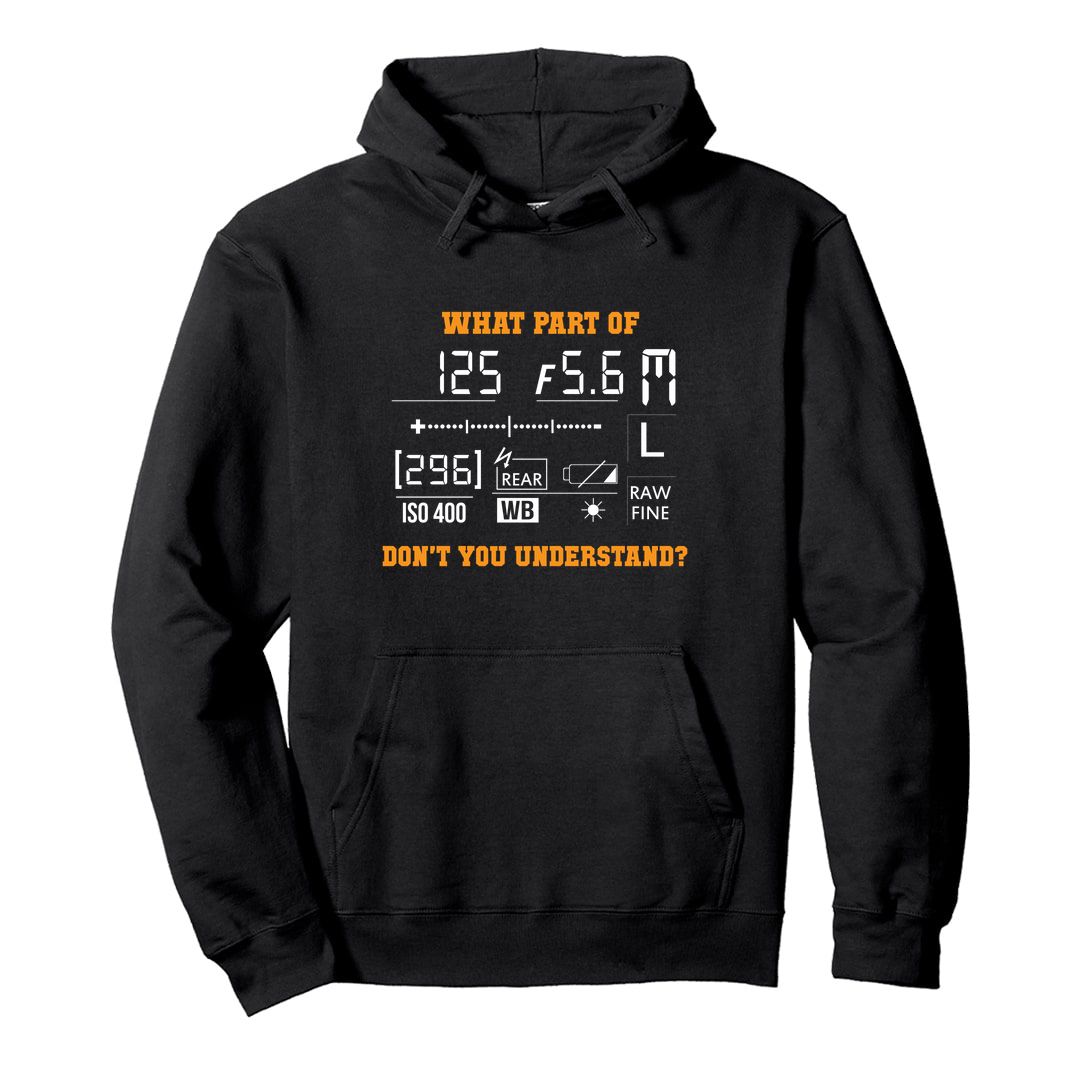 WHAT PART OF
125 F5.6 M
L
[296] REAR
RAW
ISO 400 WB FINE
DON'T YOU UNDERSTAND?